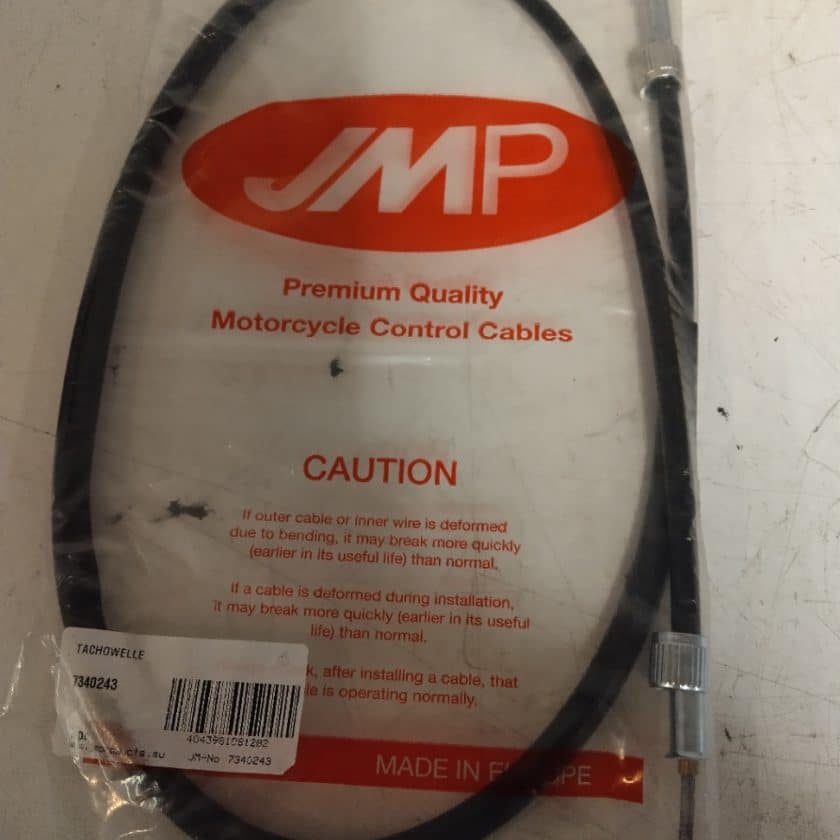 JMP
Premium Quality
Motorcycle Control Cables
CAUTION
If outer cable or inner wire is deformed
due to bending, it may break more quickly
(earlier in its useful life) than normal.
If a cable is deformed during installation,
it may break more quickly (earlier in its useful
life) than normal.
after installing a cable, that
is operating normally.
TACHOWELLE
7340243
4043981081282
JM-No 7340243
MADE IN EUROPE